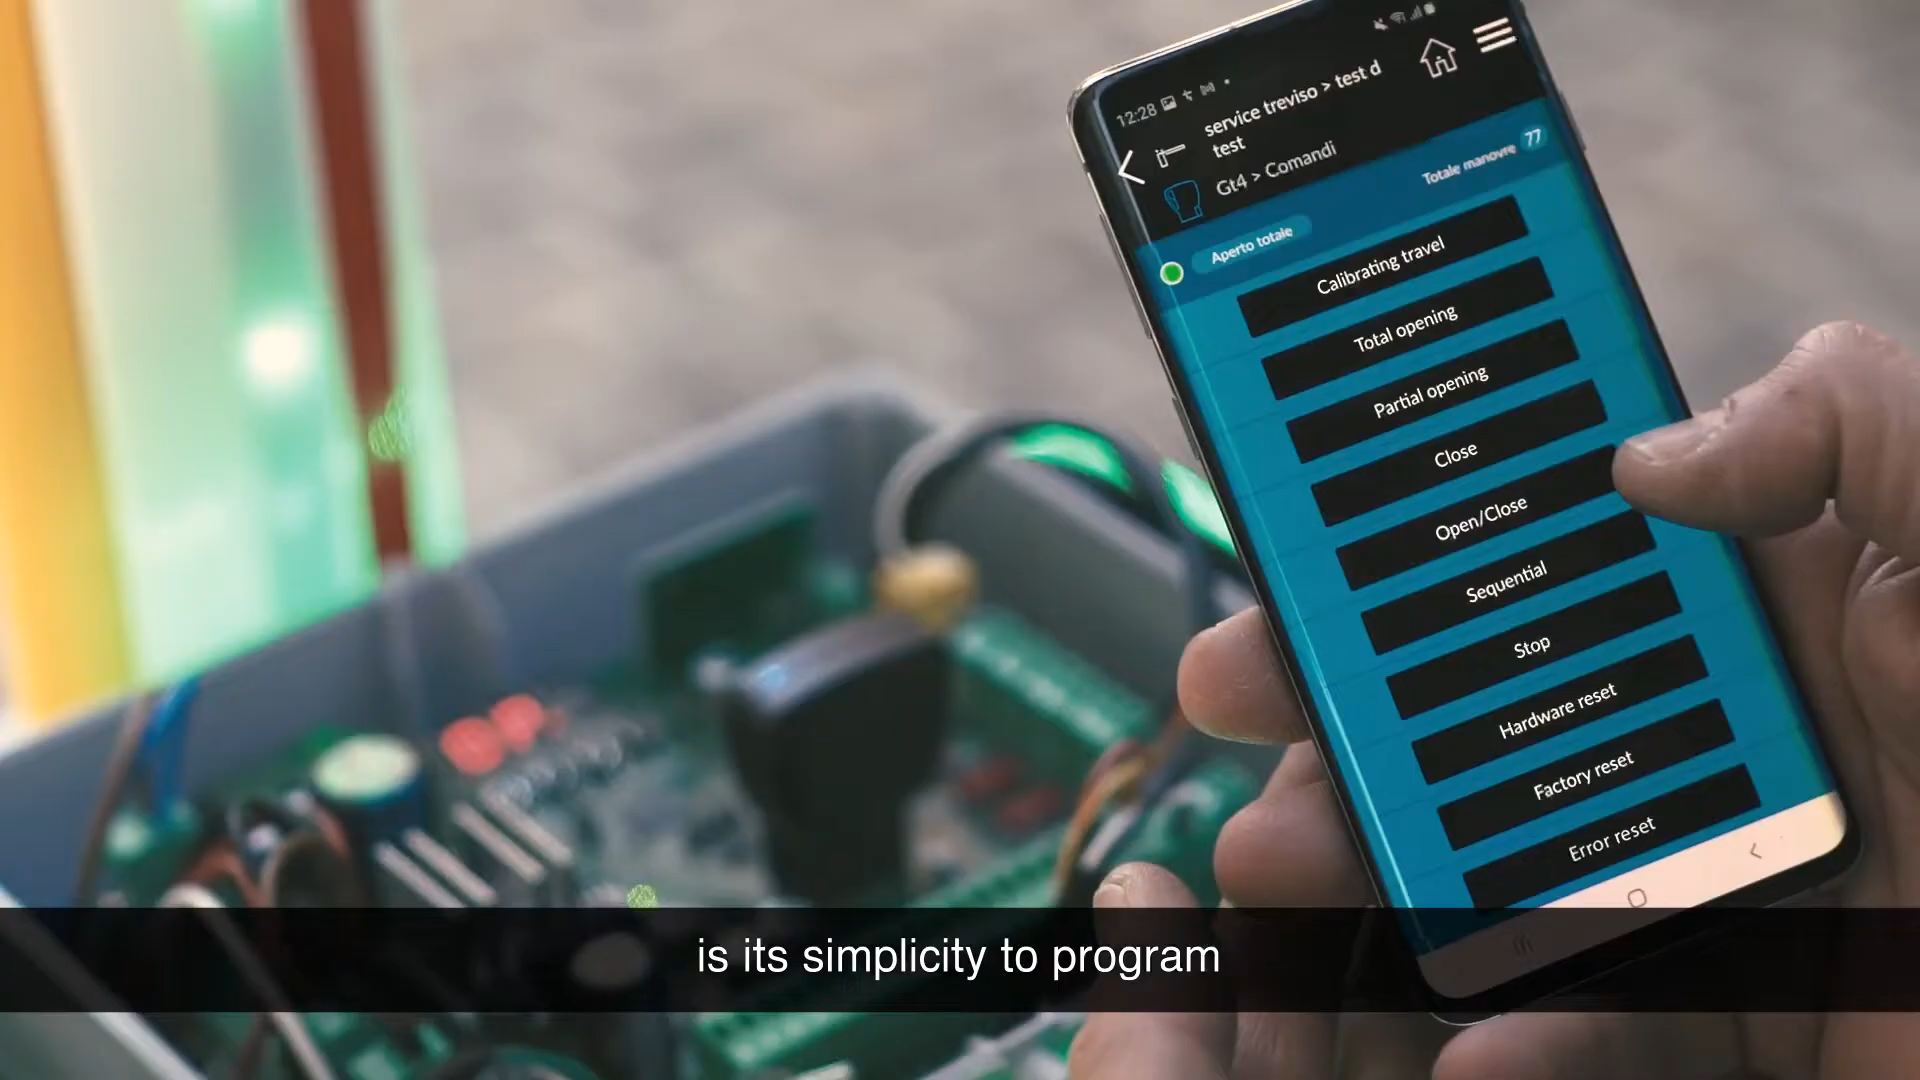 12:28
service treviso > test d
test
Gt4 > Comandi
Totale manovre 77
Aperto totale
Calibrating travel
Total opening
Partial opening
Close
Open/Close
Sequential
Stop
Hardware reset
Factory reset
Error reset
is its simplicity to program